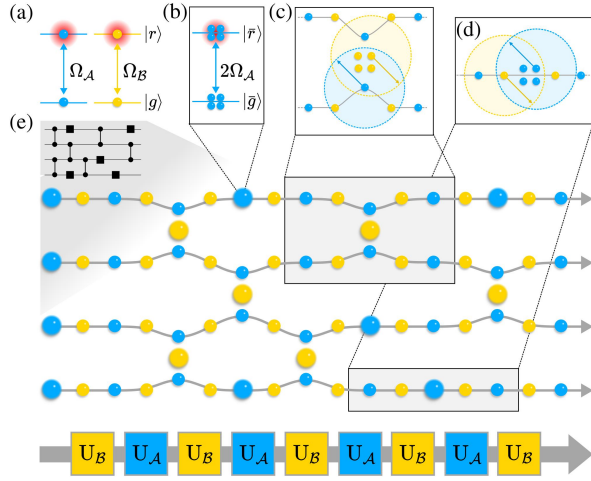 (a)
|r⟩
Ω𝒜
Ωℬ
|g⟩
(b)
|r̄⟩
2Ω𝒜
|ḡ⟩
(c)
(d)
(e)
Uℬ U𝒜 Uℬ U𝒜 Uℬ U𝒜 Uℬ U𝒜 Uℬ